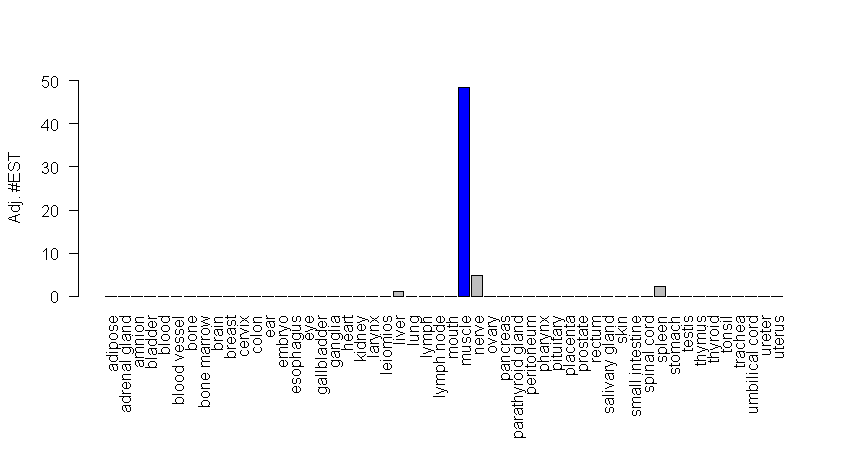 Adj. #EST
50
40
30
20
10
0
adipose
adrenal gland
amnion
bladder
blood
blood vessel
bone
bone marrow
brain
breast
cervix
colon
ear
embryo
esophagus
eye
gallbladder
ganglia
heart
kidney
larynx
leiomios
liver
lung
lymph
lymph node
mouth
muscle
nerve
ovary
pancreas
parathyroid gland
peritoneum
pharynx
pituitary
placenta
prostate
rectum
salivary gland
skin
small intestine
spinal cord
spleen
stomach
testis
thymus
thyroid
tonsil
trachea
umbilical cord
ureter
uterus